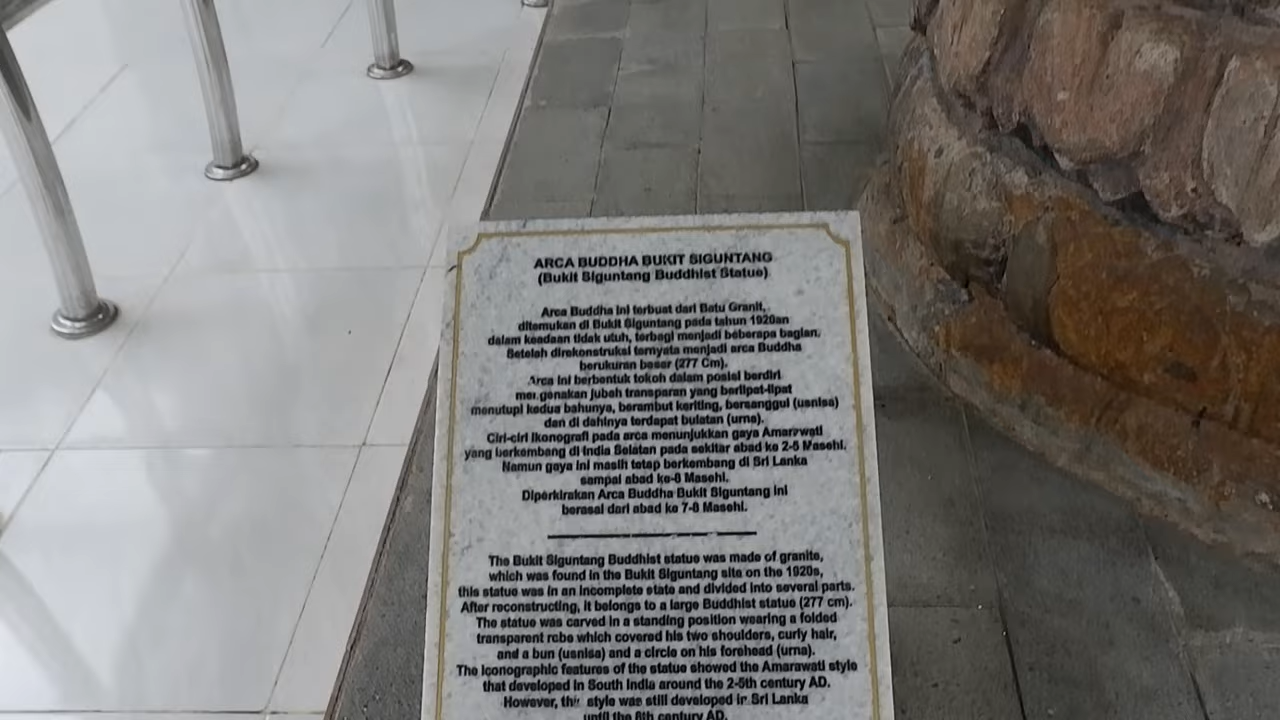 ARCA BUDDHA BUKIT SIGUNTANG
(Bukit Siguntang Buddhist Statue)
Arca Buddha ini terbuat dari Batu Granit,
ditemukan di Bukit Siguntang pada tahun 1920an
dalam keadaan tidak utuh, terbagi menjadi beberapa bagian.
Setelah direkonstruksi ternyata menjadi arca Buddha
berukuran besar (277 Cm).
Arca ini berbentuk tokoh dalam posisi berdiri
mengenakan jubah transparan yang berlipat-lipat
menutupi kedua bahunya, berambut keriting, bersanggul (usnisa)
dan di dahinya terdapat bulatan (urna).
Ciri-ciri Ikonografi pada arca menunjukkan gaya Amarawati
yang berkembang di India Selatan pada sekitar abad ke 2-5 Masehi.
Namun gaya ini masih tetap berkembang di Sri Lanka
sampai abad ke-8 Masehi.
Diperkirakan Arca Buddha Bukit Siguntang ini
berasal dari abad ke 7-8 Masehi.
The Bukit Siguntang Buddhist statue was made of granite,
which was found in the Bukit Siguntang site on the 1920s,
this statue was in an incomplete state and divided into several parts.
After reconstructing, it belongs to a large Buddhist statue (277 cm).
The statue was carved in a standing position wearing a folded
transparent robe which covered his two shoulders, curly hair,
and a bun (usnisa) and a circle on his forehead (urna).
The iconographic features of the statue showed the Amarawati style
that developed in South India around the 2-5th century AD.
However, this style was still developed in Sri Lanka
until the 8th century AD.